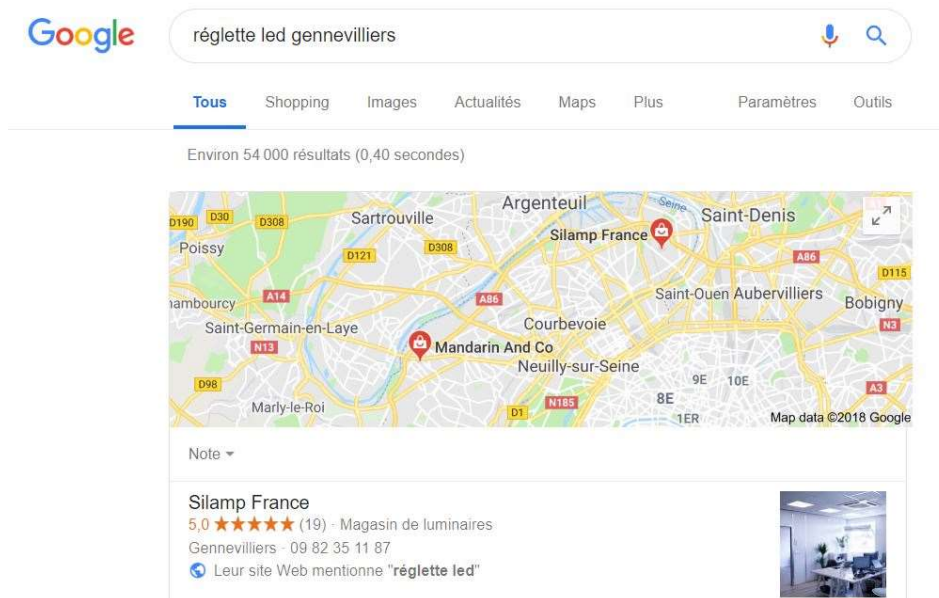 Google
réglette led gennevilliers
Tous Shopping Images Actualités Maps Plus Paramètres Outils
Environ 54 000 résultats (0,40 secondes)
Argenteuil
Seine
Saint-Denis
D190 D30 D308 Sartrouville
Silamp France
Poissy
D121 D308
A86
D115
hambourcy A14 A86
Saint-Ouen Aubervilliers
Bobigny
Saint-Germain-en-Laye
Courbevoie
N3
N13
Mandarin And Co
Neuilly-sur-Seine
D98
9E 10E
A3
Marly-le-Roi
D1 N185 8E
1ER
Map data ©2018 Google
Note
Silamp France
5,0 (19) · Magasin de luminaires
Gennevilliers · 09 82 35 11 87
Leur site Web mentionne "réglette led"